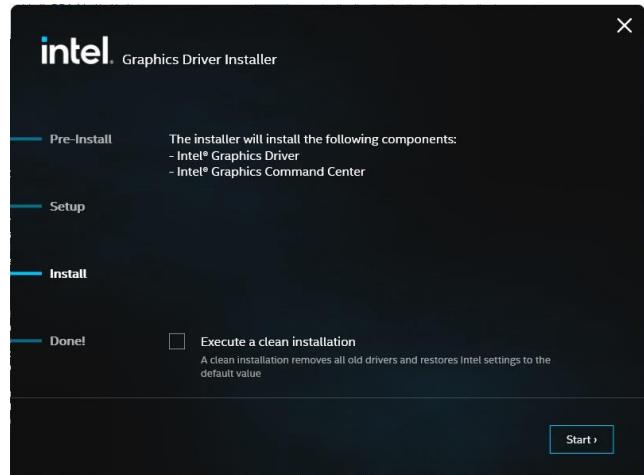 intel. Graphics Driver Installer
Pre-Install
The installer will install the following components:
- Intel® Graphics Driver
- Intel® Graphics Command Center
Setup
Install
Done!
Execute a clean installation
A clean installation removes all old drivers and restores Intel settings to the
default value
Start ›